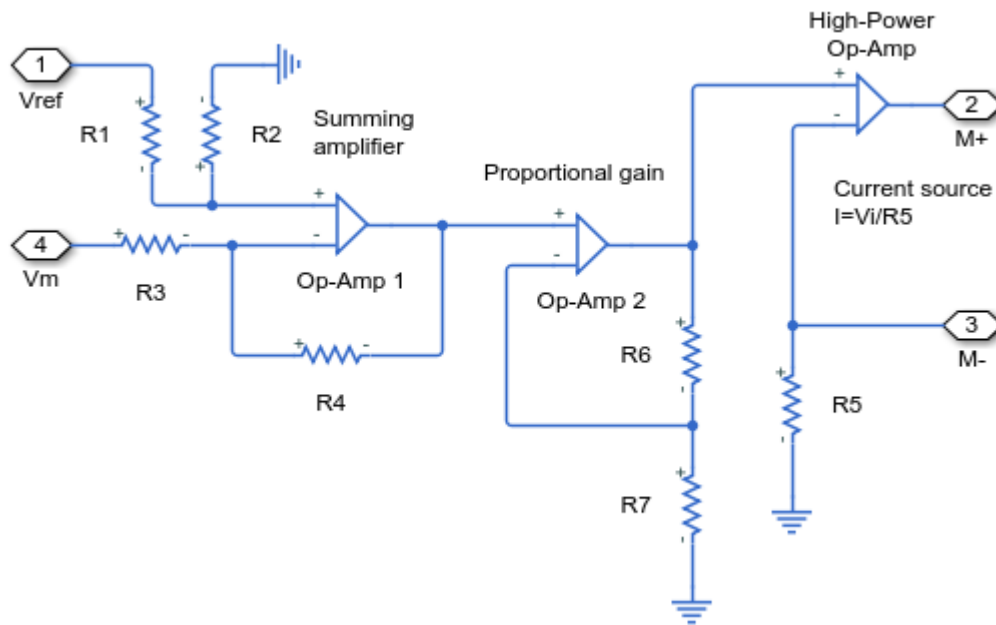 1
Vref
R1
R2
Summing
amplifier
High-Power
Op-Amp
2
M+
Proportional gain
Current source
I=Vi/R5
4
Vm
R3
Op-Amp 1
Op-Amp 2
R4
R6
3
M-
R5
R7
+
-
-
+
+
-
+
-
+
-
+
-
+
-
+
-
+
-
+
-
+
-